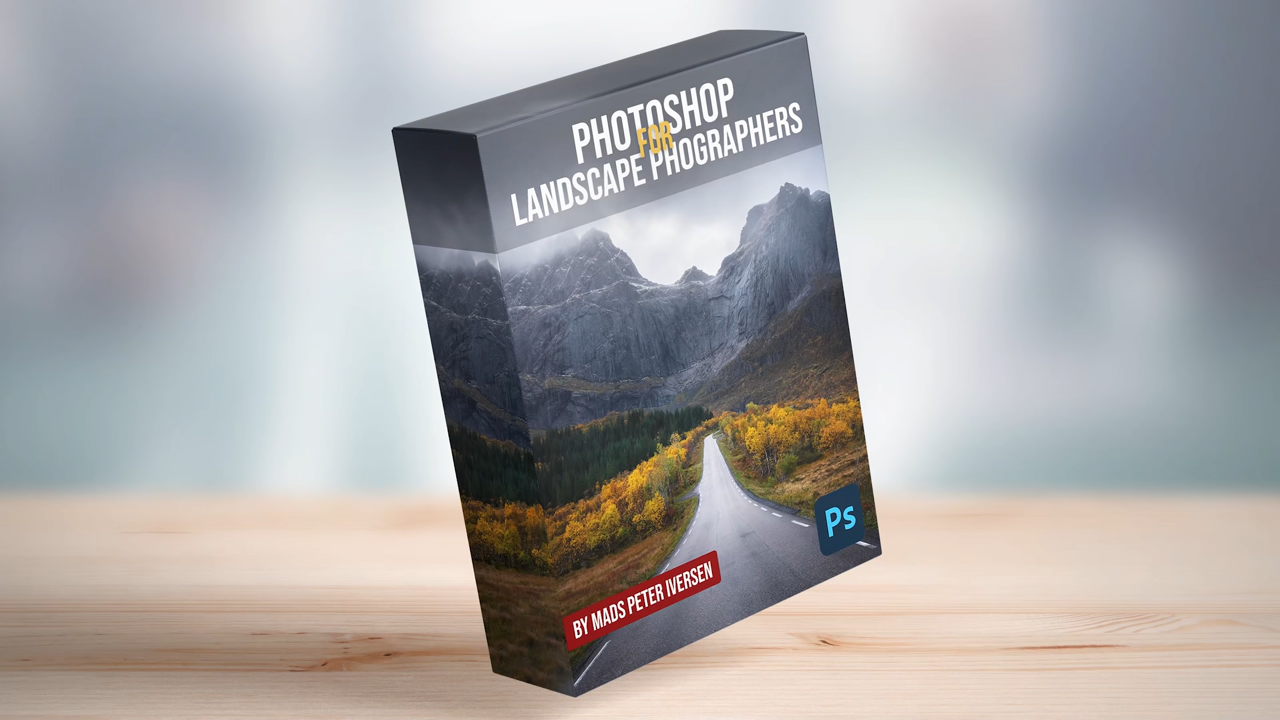 PHOTOSHOP
FOR
LANDSCAPE PHOGRAPHERS
BY MADS PETER IVERSEN
Ps